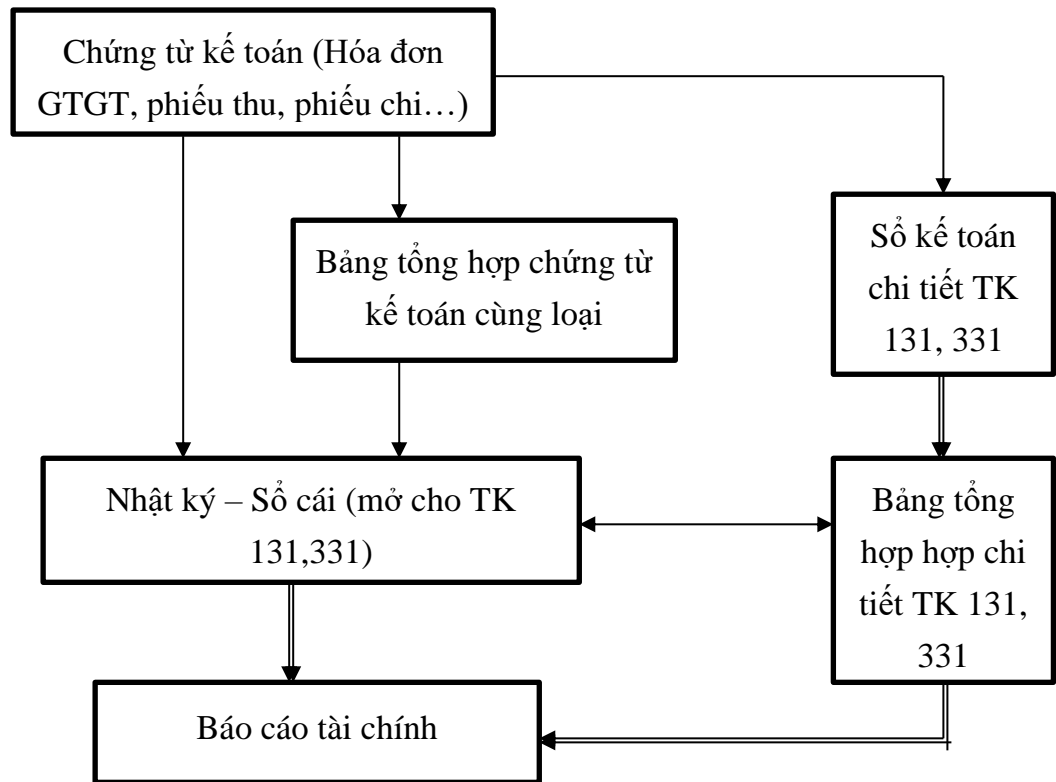 Chứng từ kế toán (Hóa đơn
GTGT, phiếu thu, phiếu chi…)
Bảng tổng hợp chứng từ
kế toán cùng loại
Sổ kế toán
chi tiết TK
131, 331
Nhật ký – Sổ cái (mở cho TK
131,331)
Bảng tổng
hợp hợp chi
tiết TK 131,
331
Báo cáo tài chính